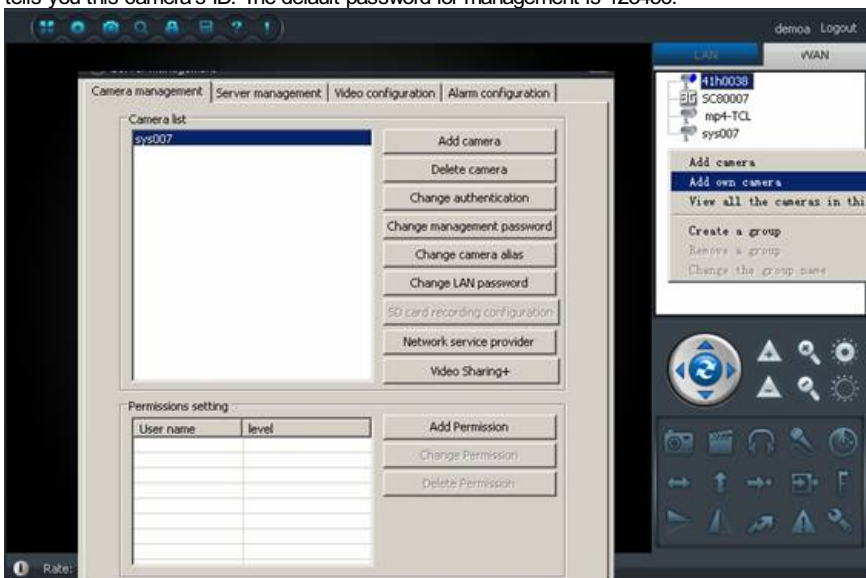 tells you this camera's ID. The default password for management is 123456.
demoa Logout
LAN WAN
Camera management Server management Video configuration Alarm configuration
Camera list
sys007
Add camera
Delete camera
Change authentication
Change management password
Change camera alias
Change LAN password
SD card recording configuration
Network service provider
Video Sharing+
Permissions setting
User name level
Add Permission
Change Permission
Delete Permission
41h0038
SC80007
mp4-TCL
sys007
Add camera
Add own camera
View all the cameras in thi
Create a group
Remove a group
Change the group name
Rate: